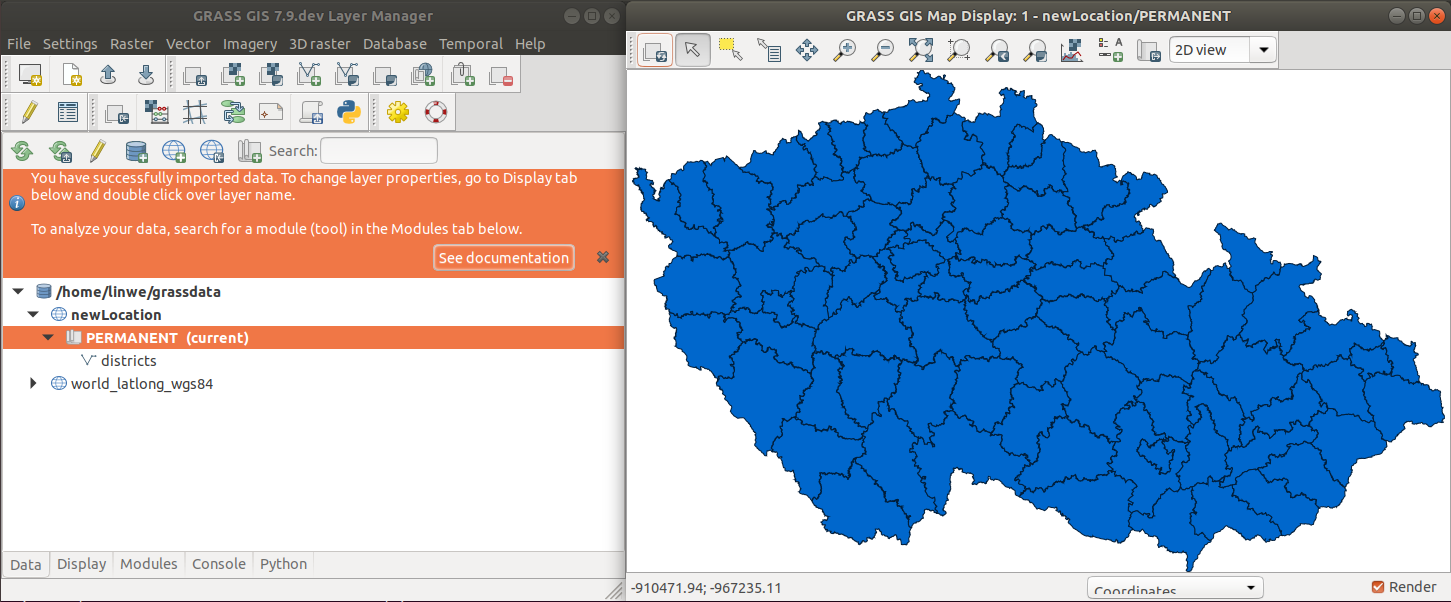 GRASS GIS 7.9.dev Layer Manager
File Settings Raster Vector Imagery 3D raster Database Temporal Help
Search:
You have successfully imported data. To change layer properties, go to Display tab
below and double click over layer name.
To analyze your data, search for a module (tool) in the Modules tab below.
See documentation
/home/linwe/grassdata
newLocation
PERMANENT (current)
districts
world_latlong_wgs84
Data Display Modules Console Python
GRASS GIS Map Display: 1 - newLocation/PERMANENT
A
2D view
-910471.94; -967235.11
Coordinates
Render